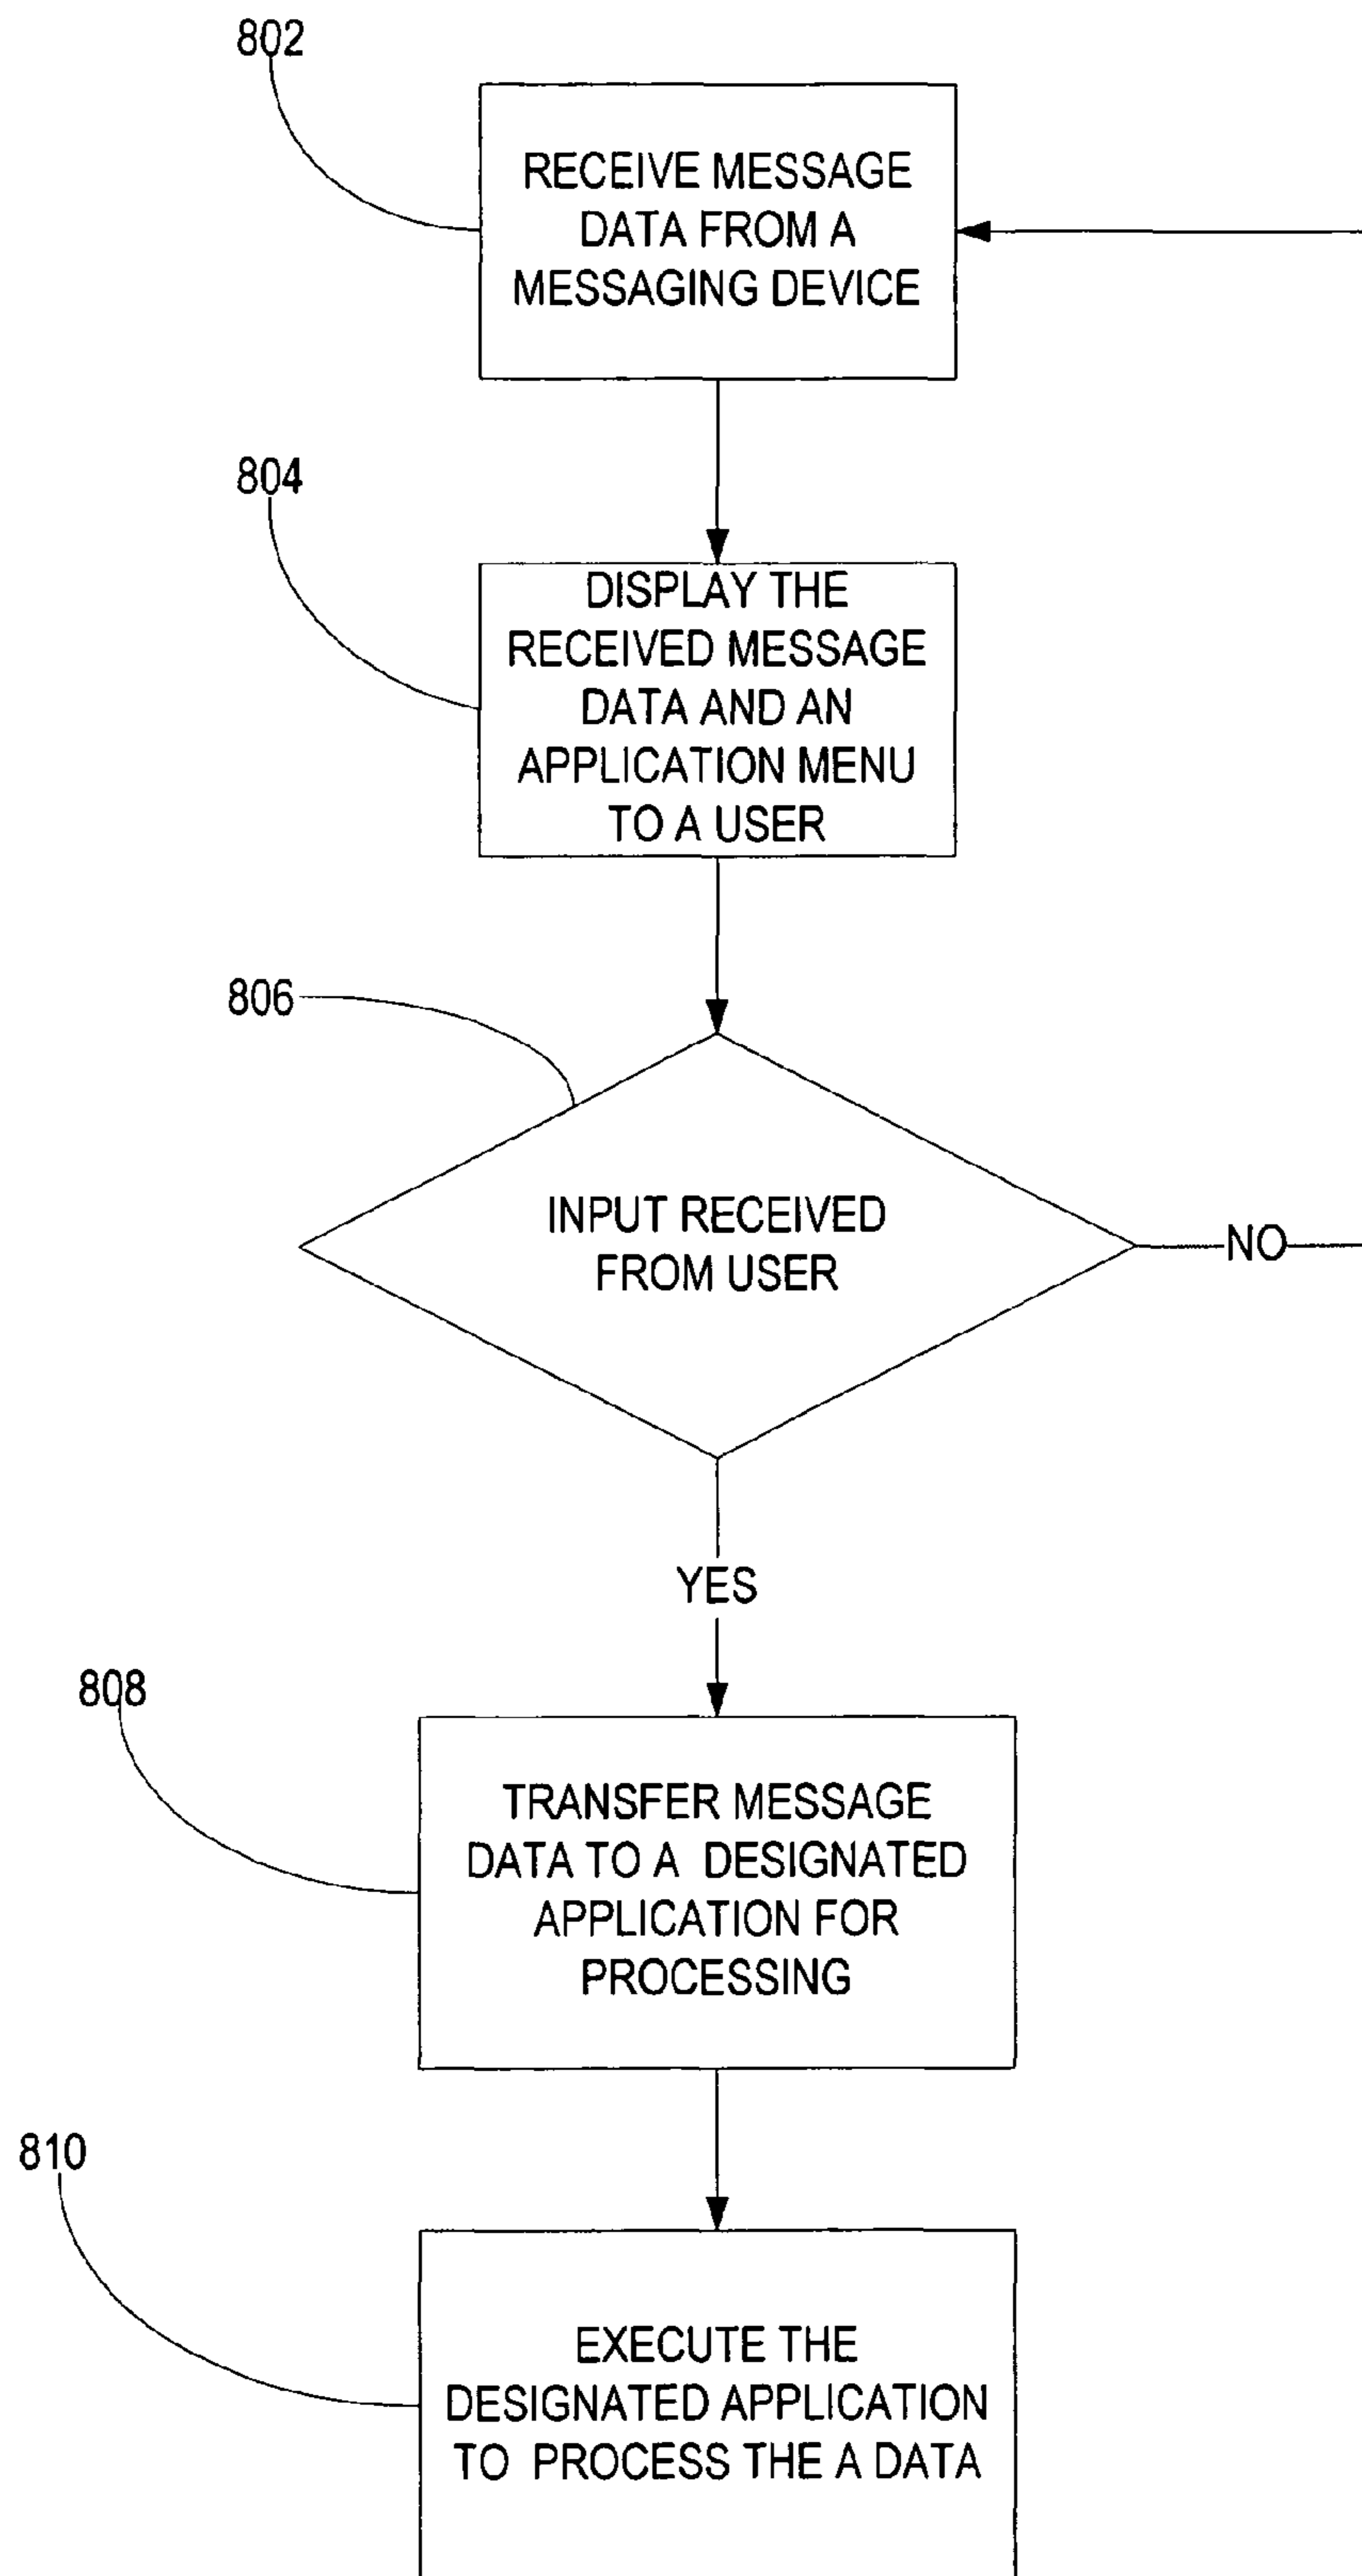 802
RECEIVE MESSAGE
DATA FROM A
MESSAGING DEVICE
804
DISPLAY THE
RECEIVED MESSAGE
DATA AND AN
APPLICATION MENU
TO A USER
806
INPUT RECEIVED
FROM USER
NO
YES
808
TRANSFER MESSAGE
DATA TO A DESIGNATED
APPLICATION FOR
PROCESSING
810
EXECUTE THE
DESIGNATED APPLICATION
TO PROCESS THE A DATA